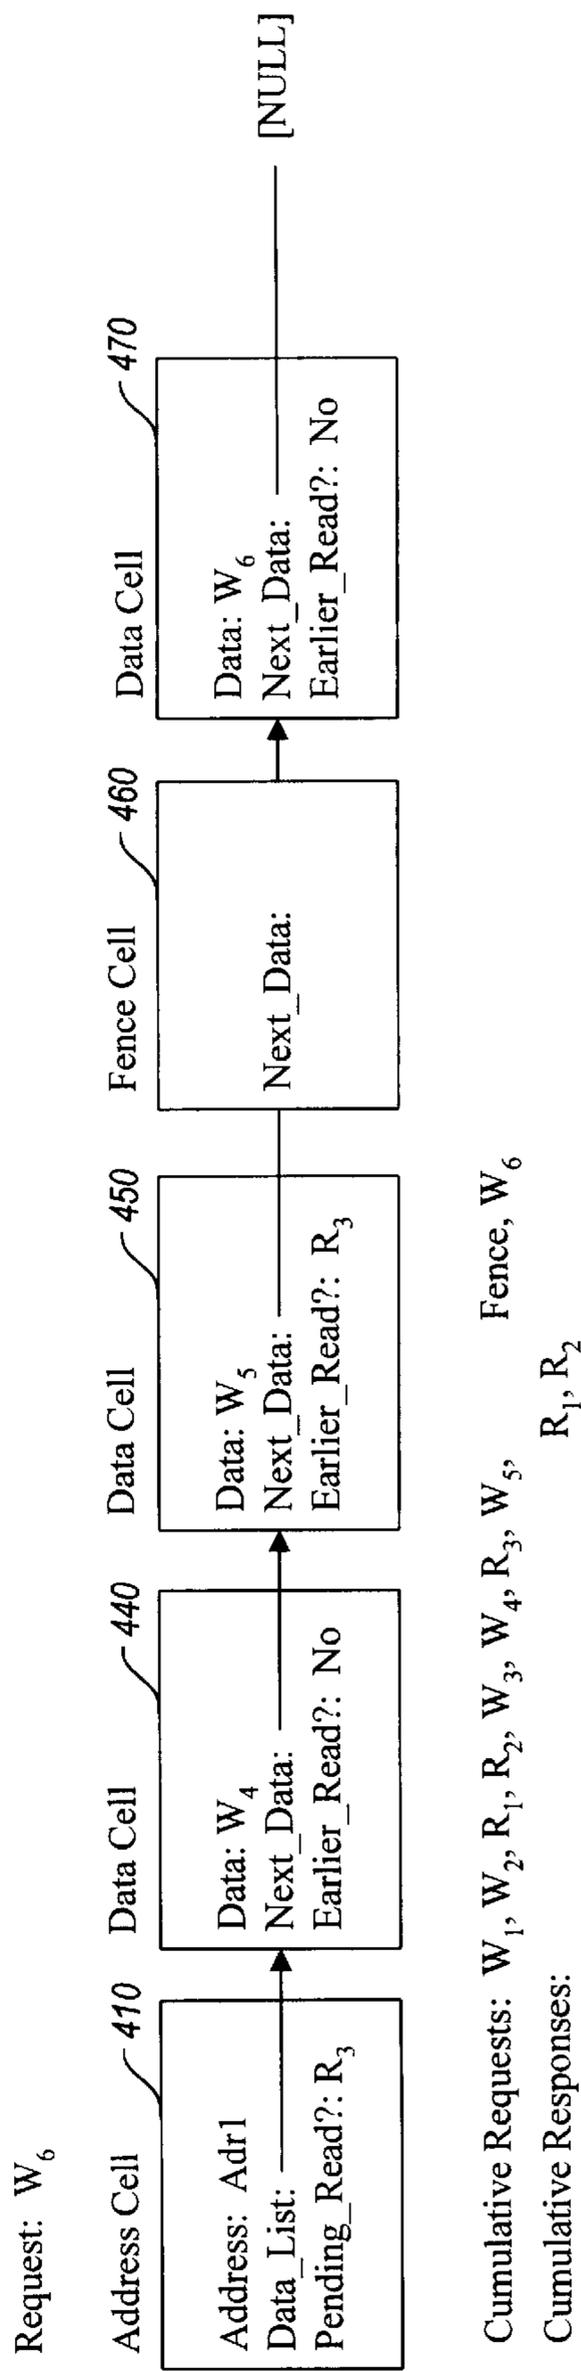 Request: W₆
Address Cell 410
Address: Adr1
Data_List:
Pending_Read?: R₃
Data Cell 440
Data: W₄
Next_Data:
Earlier_Read?: No
Data Cell 450
Data: W₅
Next_Data:
Earlier_Read?: R₃
Fence Cell 460
Next_Data:
Data Cell 470
Data: W₆
Next_Data:
Earlier_Read?: No
[NULL]
Cumulative Requests: W₁, W₂, R₁, R₂, W₃, W₄, R₃, W₅, Fence, W₆
Cumulative Responses: R₁, R₂